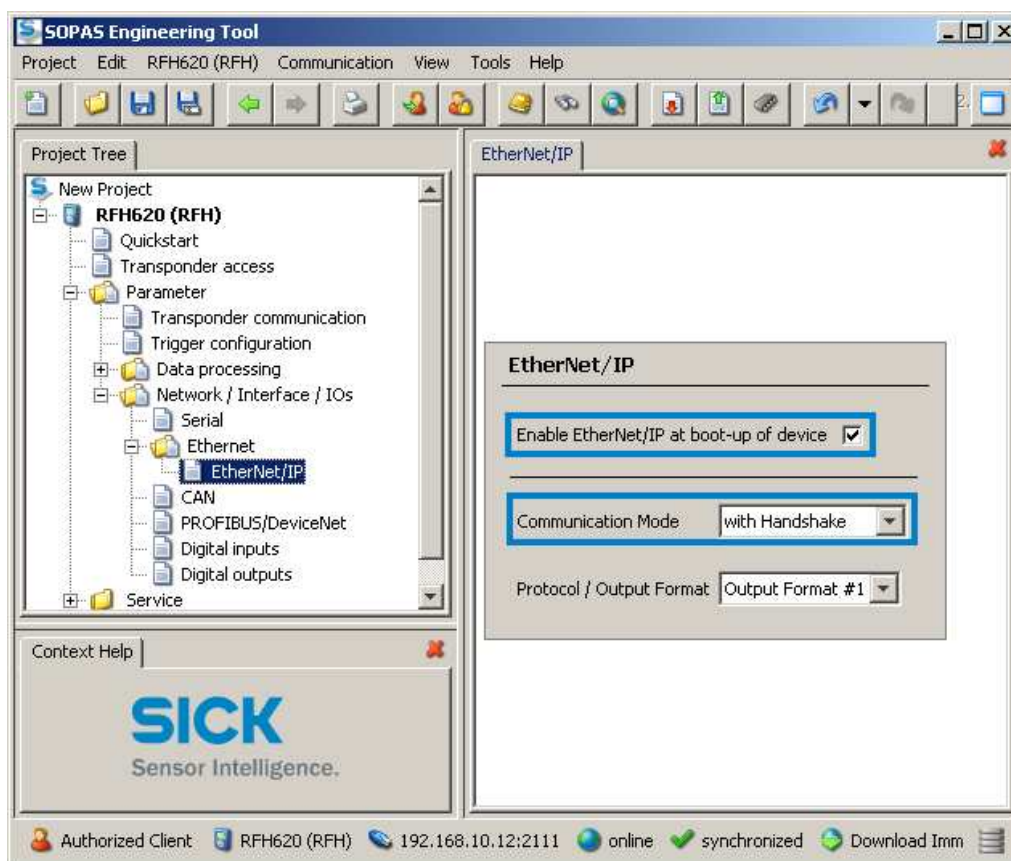 SOPAS Engineering Tool
Project Edit RFH620 (RFH) Communication View Tools Help
2.
Project Tree
New Project
RFH620 (RFH)
Quickstart
Transponder access
Parameter
Transponder communication
Trigger configuration
Data processing
Network / Interface / IOs
Serial
Ethernet
EtherNet/IP
CAN
PROFIBUS/DeviceNet
Digital inputs
Digital outputs
Service
Context Help
SICK
Sensor Intelligence.
EtherNet/IP
EtherNet/IP
Enable EtherNet/IP at boot-up of device
Communication Mode with Handshake
Protocol / Output Format Output Format #1
Authorized Client RFH620 (RFH) 192.168.10.12:2111 online synchronized Download Imm